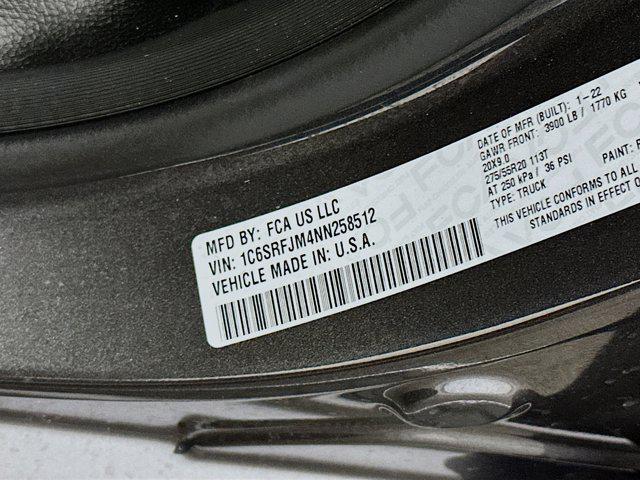 MFD BY: FCA US LLC
VIN: 1C6SRFJM4NN258512
VEHICLE MADE IN: U.S.A.
DATE OF MFR (BUILT): 1-22
GAWR FRONT: 3900 LB / 1770 KG
20X9.0
275/55R20 113T
AT 250 kPa / 36 PSI
TYPE: TRUCK PAINT:
THIS VEHICLE CONFORMS TO ALL
STANDARDS IN EFFECT